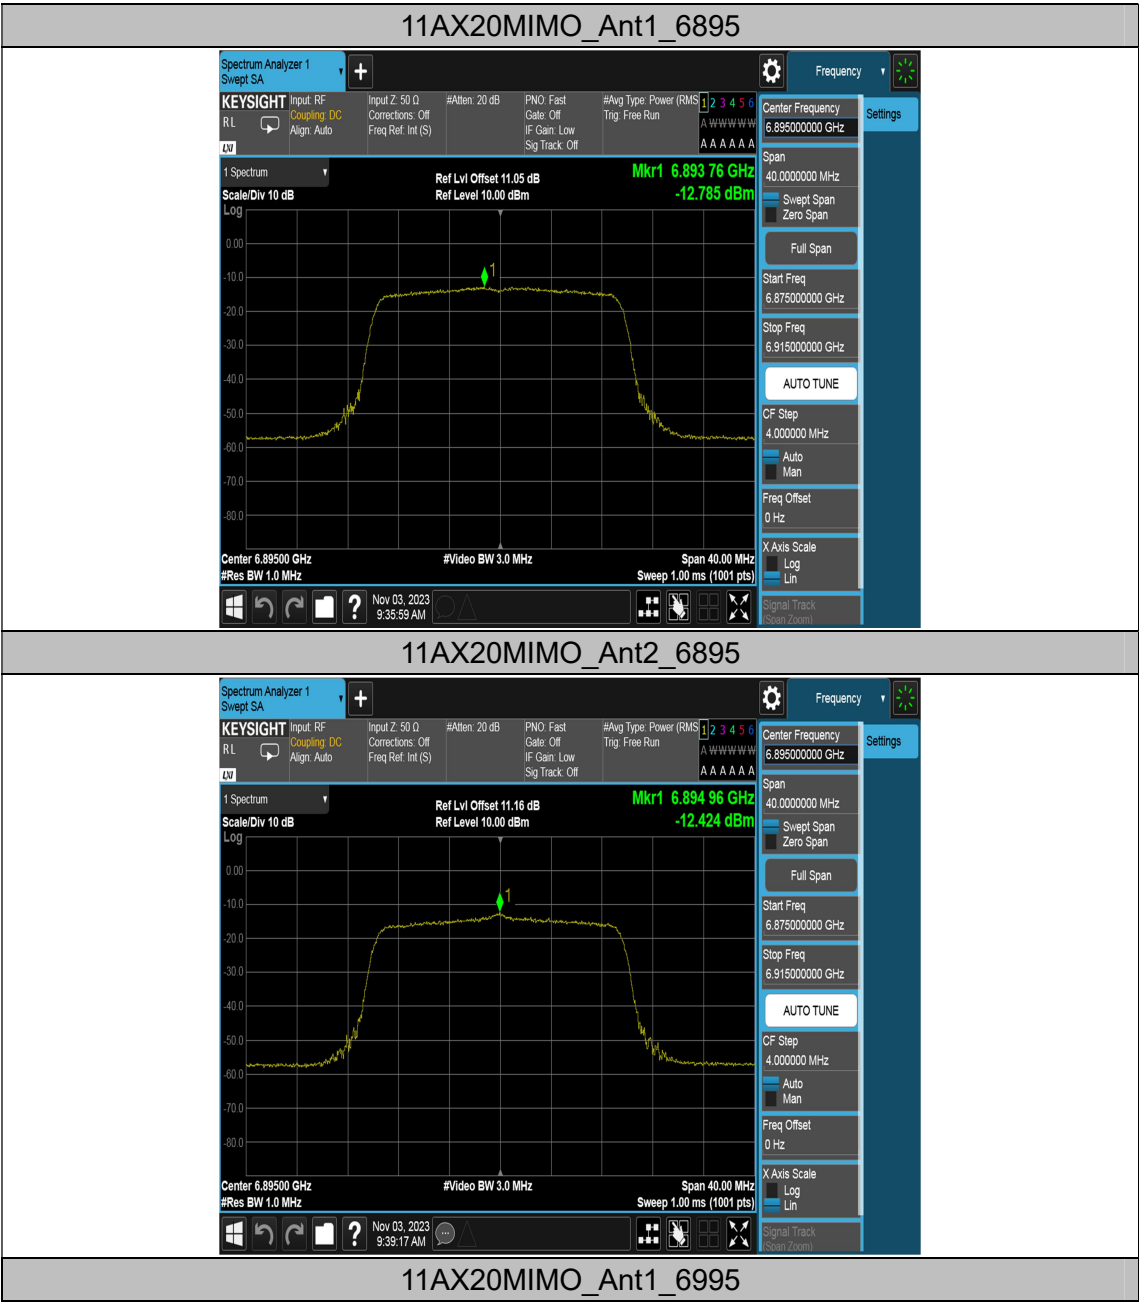 11AX20MIMO_Ant1_6895
Spectrum Analyzer 1
Swept SA
Frequency
KEYSIGHT
RL
LXI
Input: RF
Coupling: DC
Align: Auto
Input Z: 50 Ω
Corrections: Off
Freq Ref: Int (S)
#Atten: 20 dB
PNO: Fast
Gate: Off
IF Gain: Low
Sig Track: Off
#Avg Type: Power (RMS
Trig: Free Run
1 2 3 4 5 6
A W W W W W
A A A A A A
Center Frequency
6.895000000 GHz
Settings
1 Spectrum
Scale/Div 10 dB
Log
Ref Lvl Offset 11.05 dB
Ref Level 10.00 dBm
Mkr1 6.893 76 GHz
-12.785 dBm
Span
40.0000000 MHz
Swept Span
Zero Span
Full Span
Start Freq
6.875000000 GHz
Stop Freq
6.915000000 GHz
AUTO TUNE
CF Step
4.000000 MHz
Auto
Man
Freq Offset
0 Hz
X Axis Scale
Log
Lin
Signal Track
(Span Zoom)
1
0.00
-10.0
-20.0
-30.0
-40.0
-50.0
-60.0
-70.0
-80.0
Center 6.89500 GHz
#Res BW 1.0 MHz
#Video BW 3.0 MHz
Span 40.00 MHz
Sweep 1.00 ms (1001 pts)
?
Nov 03, 2023
9:35:59 AM
11AX20MIMO_Ant2_6895
Spectrum Analyzer 1
Swept SA
Frequency
KEYSIGHT
RL
LXI
Input: RF
Coupling: DC
Align: Auto
Input Z: 50 Ω
Corrections: Off
Freq Ref: Int (S)
#Atten: 20 dB
PNO: Fast
Gate: Off
IF Gain: Low
Sig Track: Off
#Avg Type: Power (RMS
Trig: Free Run
1 2 3 4 5 6
A W W W W W
A A A A A A
Center Frequency
6.895000000 GHz
Settings
1 Spectrum
Scale/Div 10 dB
Log
Ref Lvl Offset 11.16 dB
Ref Level 10.00 dBm
Mkr1 6.894 96 GHz
-12.424 dBm
Span
40.0000000 MHz
Swept Span
Zero Span
Full Span
Start Freq
6.875000000 GHz
Stop Freq
6.915000000 GHz
AUTO TUNE
CF Step
4.000000 MHz
Auto
Man
Freq Offset
0 Hz
X Axis Scale
Log
Lin
Signal Track
(Span Zoom)
1
0.00
-10.0
-20.0
-30.0
-40.0
-50.0
-60.0
-70.0
-80.0
Center 6.89500 GHz
#Res BW 1.0 MHz
#Video BW 3.0 MHz
Span 40.00 MHz
Sweep 1.00 ms (1001 pts)
?
Nov 03, 2023
9:39:17 AM
11AX20MIMO_Ant1_6995